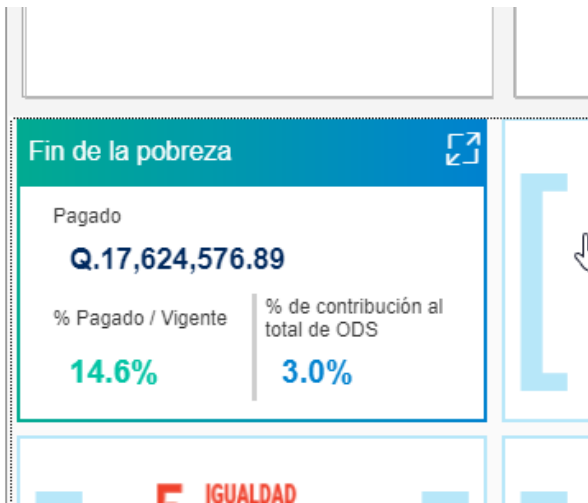 Fin de la pobreza
Pagado
Q.17,624,576.89
% Pagado / Vigente
% de contribución al
total de ODS
14.6%
3.0%
5 IGUALDAD